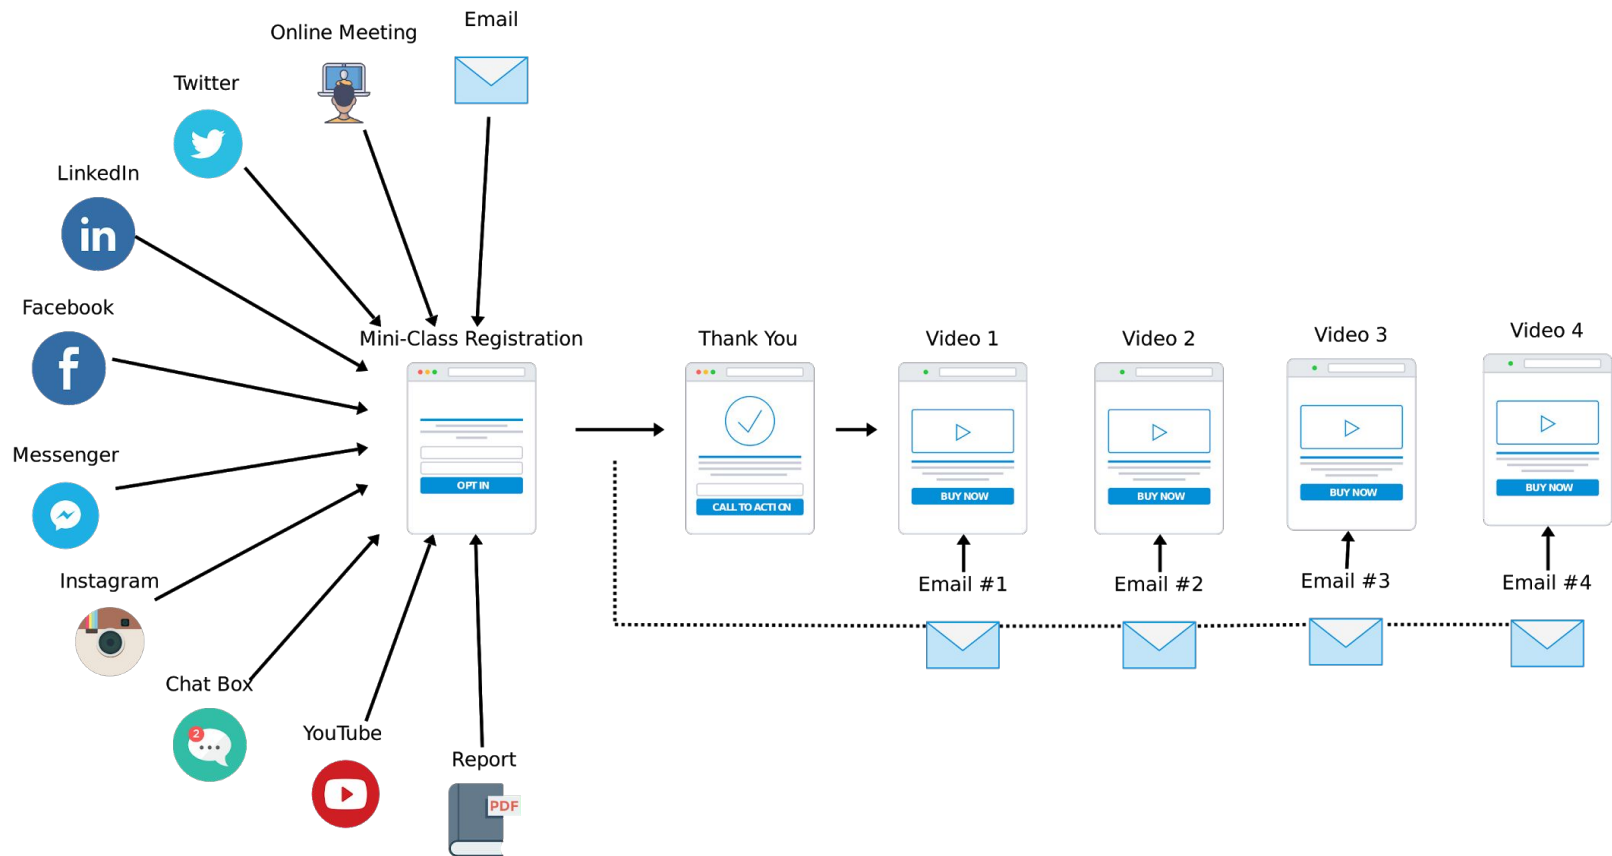 Email
Online Meeting
Twitter
LinkedIn
in
Facebook
f
Messenger
Instagram
Chat Box
2
YouTube
Report
PDF
Mini-Class Registration
OPT IN
Thank You
CALL TO ACTION
Video 1
BUY NOW
Video 2
BUY NOW
Video 3
BUY NOW
Video 4
BUY NOW
Email #1
Email #2
Email #3
Email #4